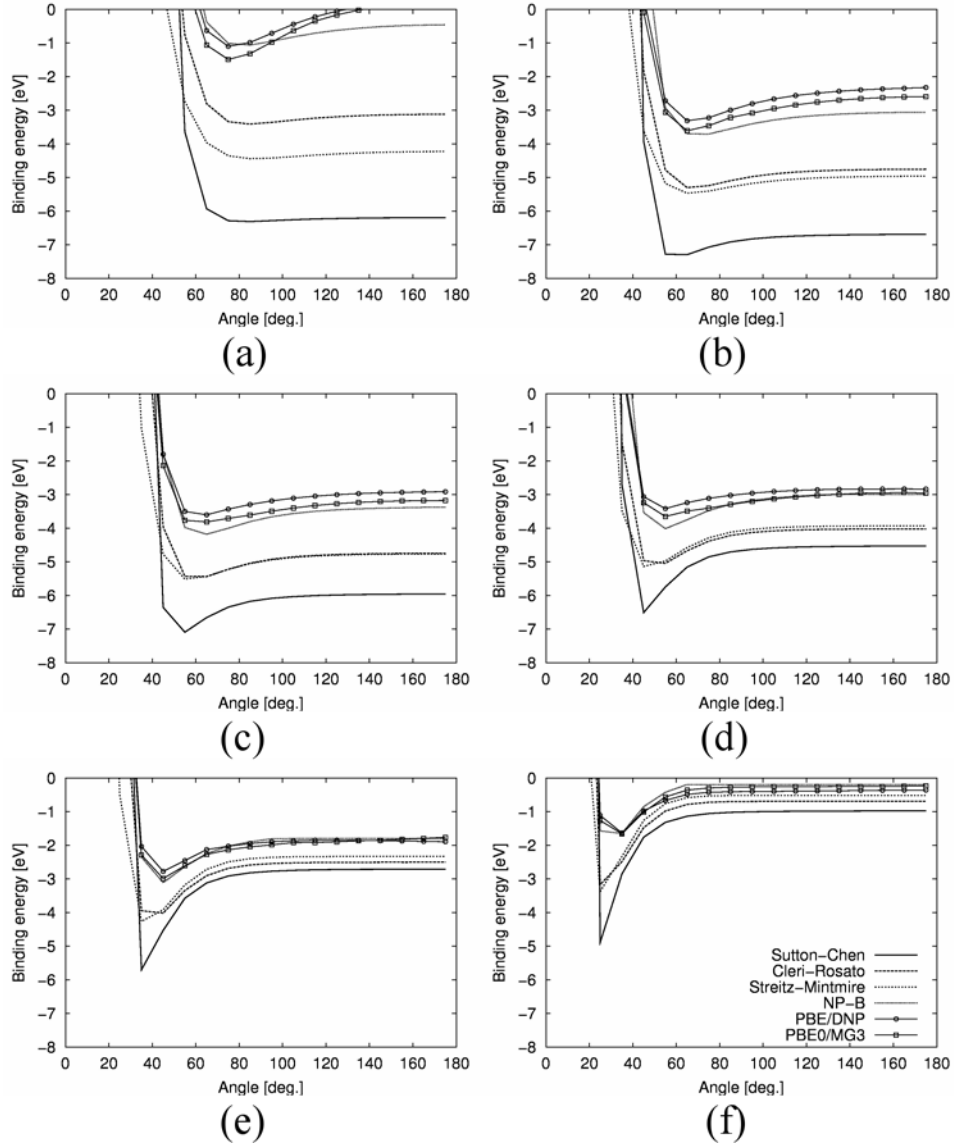 0
-1
-2
-3
-4
-5
-6
-7
-8
Binding energy [eV]
0 20 40 60 80 100 120 140 160 180
Angle [deg.]
(a)
0
-1
-2
-3
-4
-5
-6
-7
-8
Binding energy [eV]
0 20 40 60 80 100 120 140 160 180
Angle [deg.]
(b)
0
-1
-2
-3
-4
-5
-6
-7
-8
Binding energy [eV]
0 20 40 60 80 100 120 140 160 180
Angle [deg.]
(c)
0
-1
-2
-3
-4
-5
-6
-7
-8
Binding energy [eV]
0 20 40 60 80 100 120 140 160 180
Angle [deg.]
(d)
0
-1
-2
-3
-4
-5
-6
-7
-8
Binding energy [eV]
0 20 40 60 80 100 120 140 160 180
Angle [deg.]
(e)
0
-1
-2
-3
-4
-5
-6
-7
-8
Binding energy [eV]
Sutton-Chen
Cleri-Rosato
Streitz-Mintmire
NP-B
PBE/DNP
PBE0/MG3
0 20 40 60 80 100 120 140 160 180
Angle [deg.]
(f)